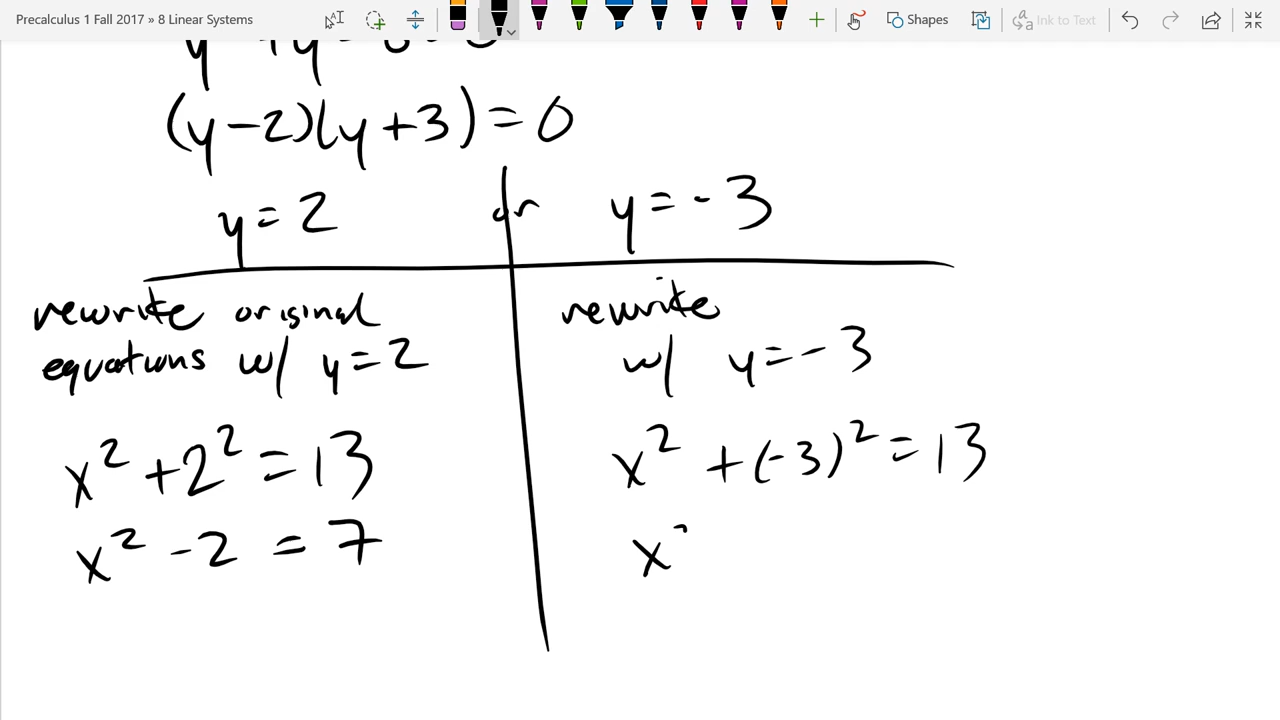 Precalculus 1 Fall 2017 » 8 Linear Systems
Shapes
Ink to Text
(y-2)(y+3)=0
y=2 or y=-3
rewrite original
equations w/ y=2
x²+2²=13
x²-2=7
rewrite
w/ y=-3
x²+(-3)²=13
x